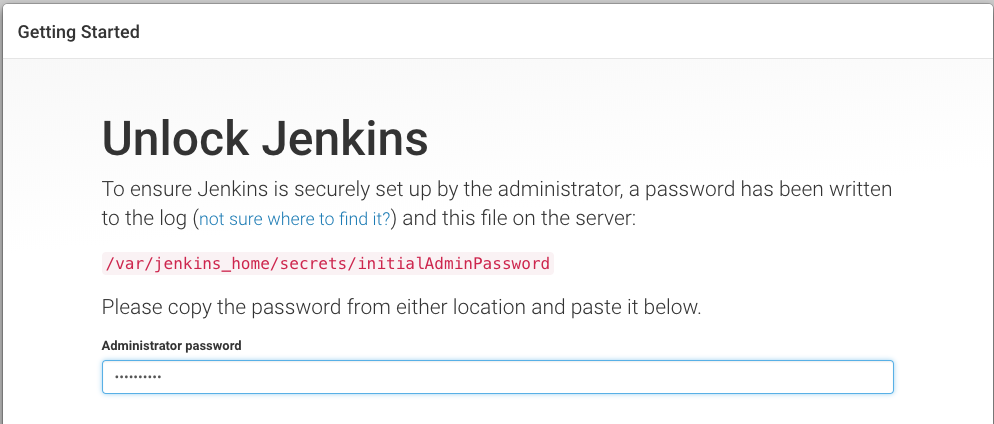 Getting Started
Unlock Jenkins
To ensure Jenkins is securely set up by the administrator, a password has been written
to the log (not sure where to find it?) and this file on the server:
/var/jenkins_home/secrets/initialAdminPassword
Please copy the password from either location and paste it below.
Administrator password
••••••••••